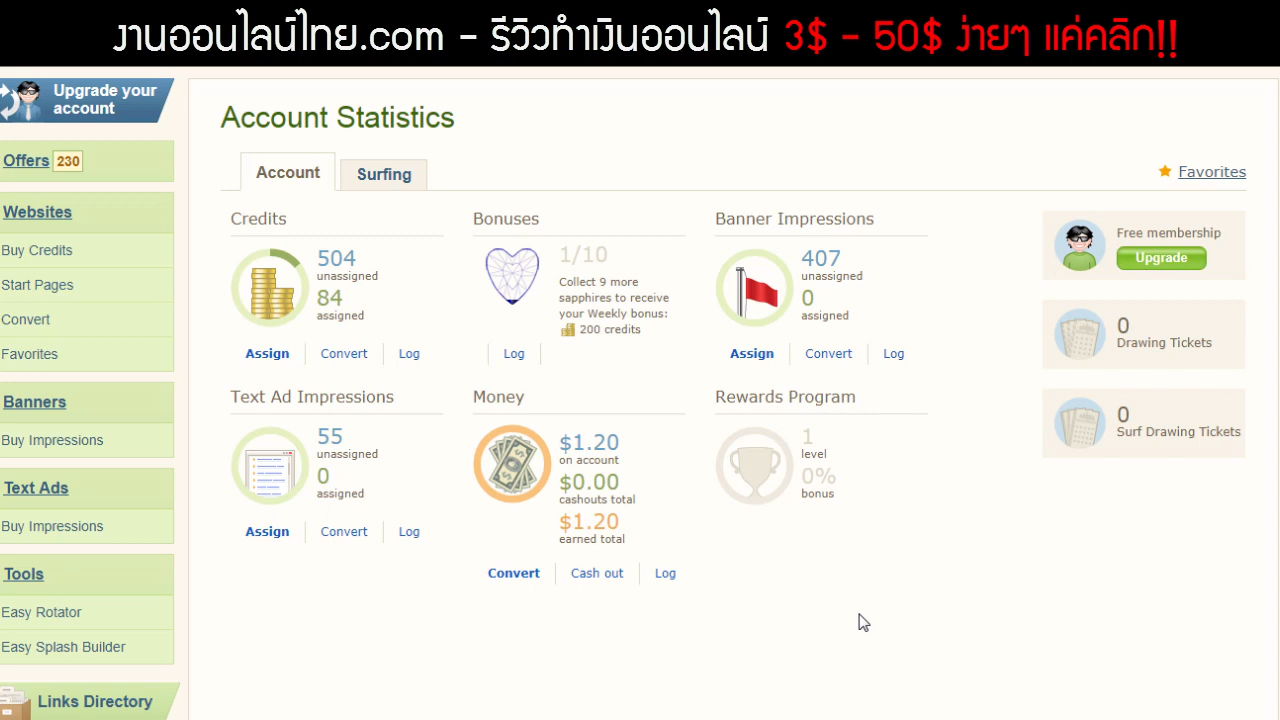 งานออนไลน์ไทย.com - รีวิวทำเงินออนไลน์ 3$ - 50$ ง่ายๆ แค่คลิก!!
Upgrade your
account
Offers 230
Websites
Buy Credits
Start Pages
Convert
Favorites
Banners
Buy Impressions
Text Ads
Buy Impressions
Tools
Easy Rotator
Easy Splash Builder
Links Directory
Account Statistics
Account
Surfing
Favorites
Credits
504
unassigned
84
assigned
Assign
Convert
Log
Bonuses
1/10
Collect 9 more
sapphires to receive
your Weekly bonus:
200 credits
Log
Banner Impressions
407
unassigned
0
assigned
Assign
Convert
Log
Text Ad Impressions
55
unassigned
0
assigned
Assign
Convert
Log
Money
$1.20
on account
$0.00
cashouts total
$1.20
earned total
Convert
Cash out
Log
Rewards Program
1
level
0%
bonus
Free membership
Upgrade
0
Drawing Tickets
0
Surf Drawing Tickets